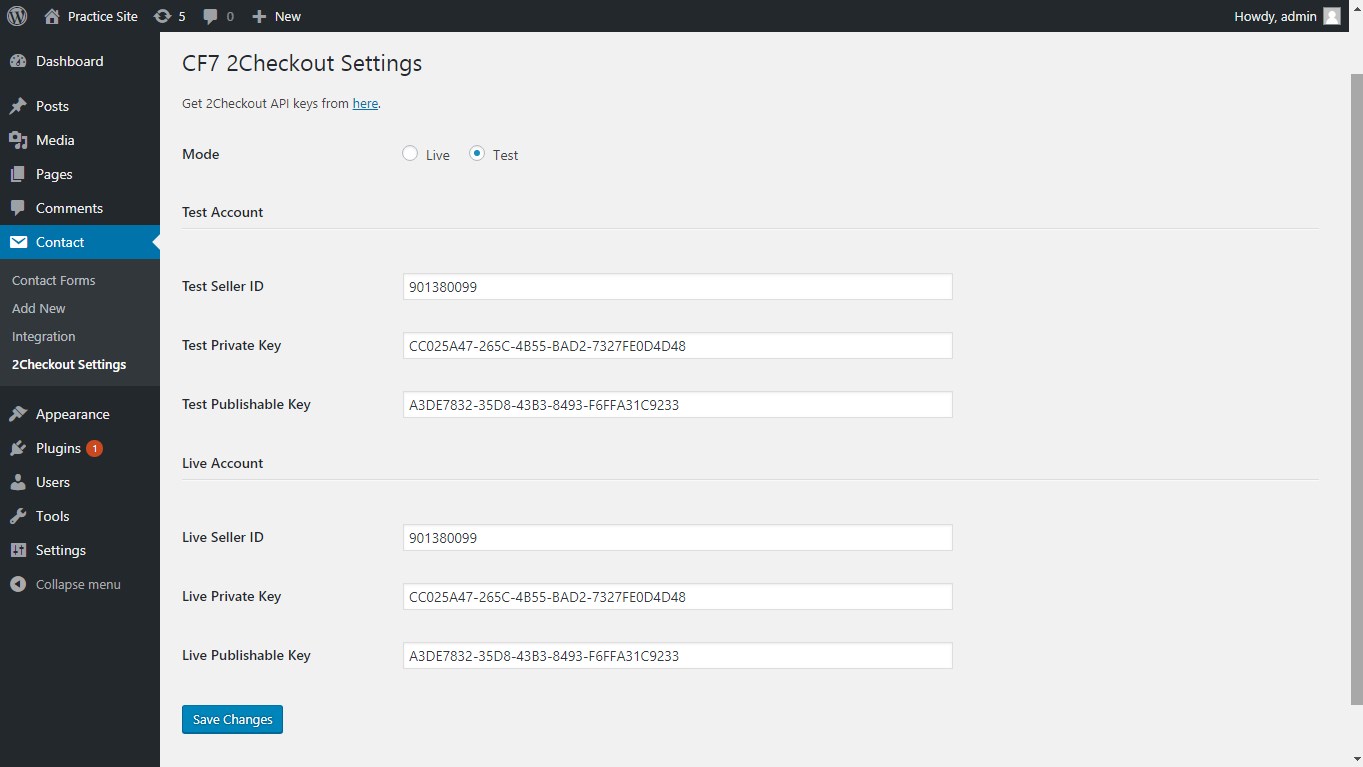 Practice Site 5 0 New Howdy, admin
Dashboard
Posts
Media
Pages
Comments
Contact
Contact Forms
Add New
Integration
2Checkout Settings
Appearance
Plugins 1
Users
Tools
Settings
Collapse menu
CF7 2Checkout Settings
Get 2Checkout API keys from here.
Mode Live Test
Test Account
Test Seller ID 901380099
Test Private Key CC025A47-265C-4B55-BAD2-7327FE0D4D48
Test Publishable Key A3DE7832-35D8-43B3-8493-F6FFA31C9233
Live Account
Live Seller ID 901380099
Live Private Key CC025A47-265C-4B55-BAD2-7327FE0D4D48
Live Publishable Key A3DE7832-35D8-43B3-8493-F6FFA31C9233
Save Changes